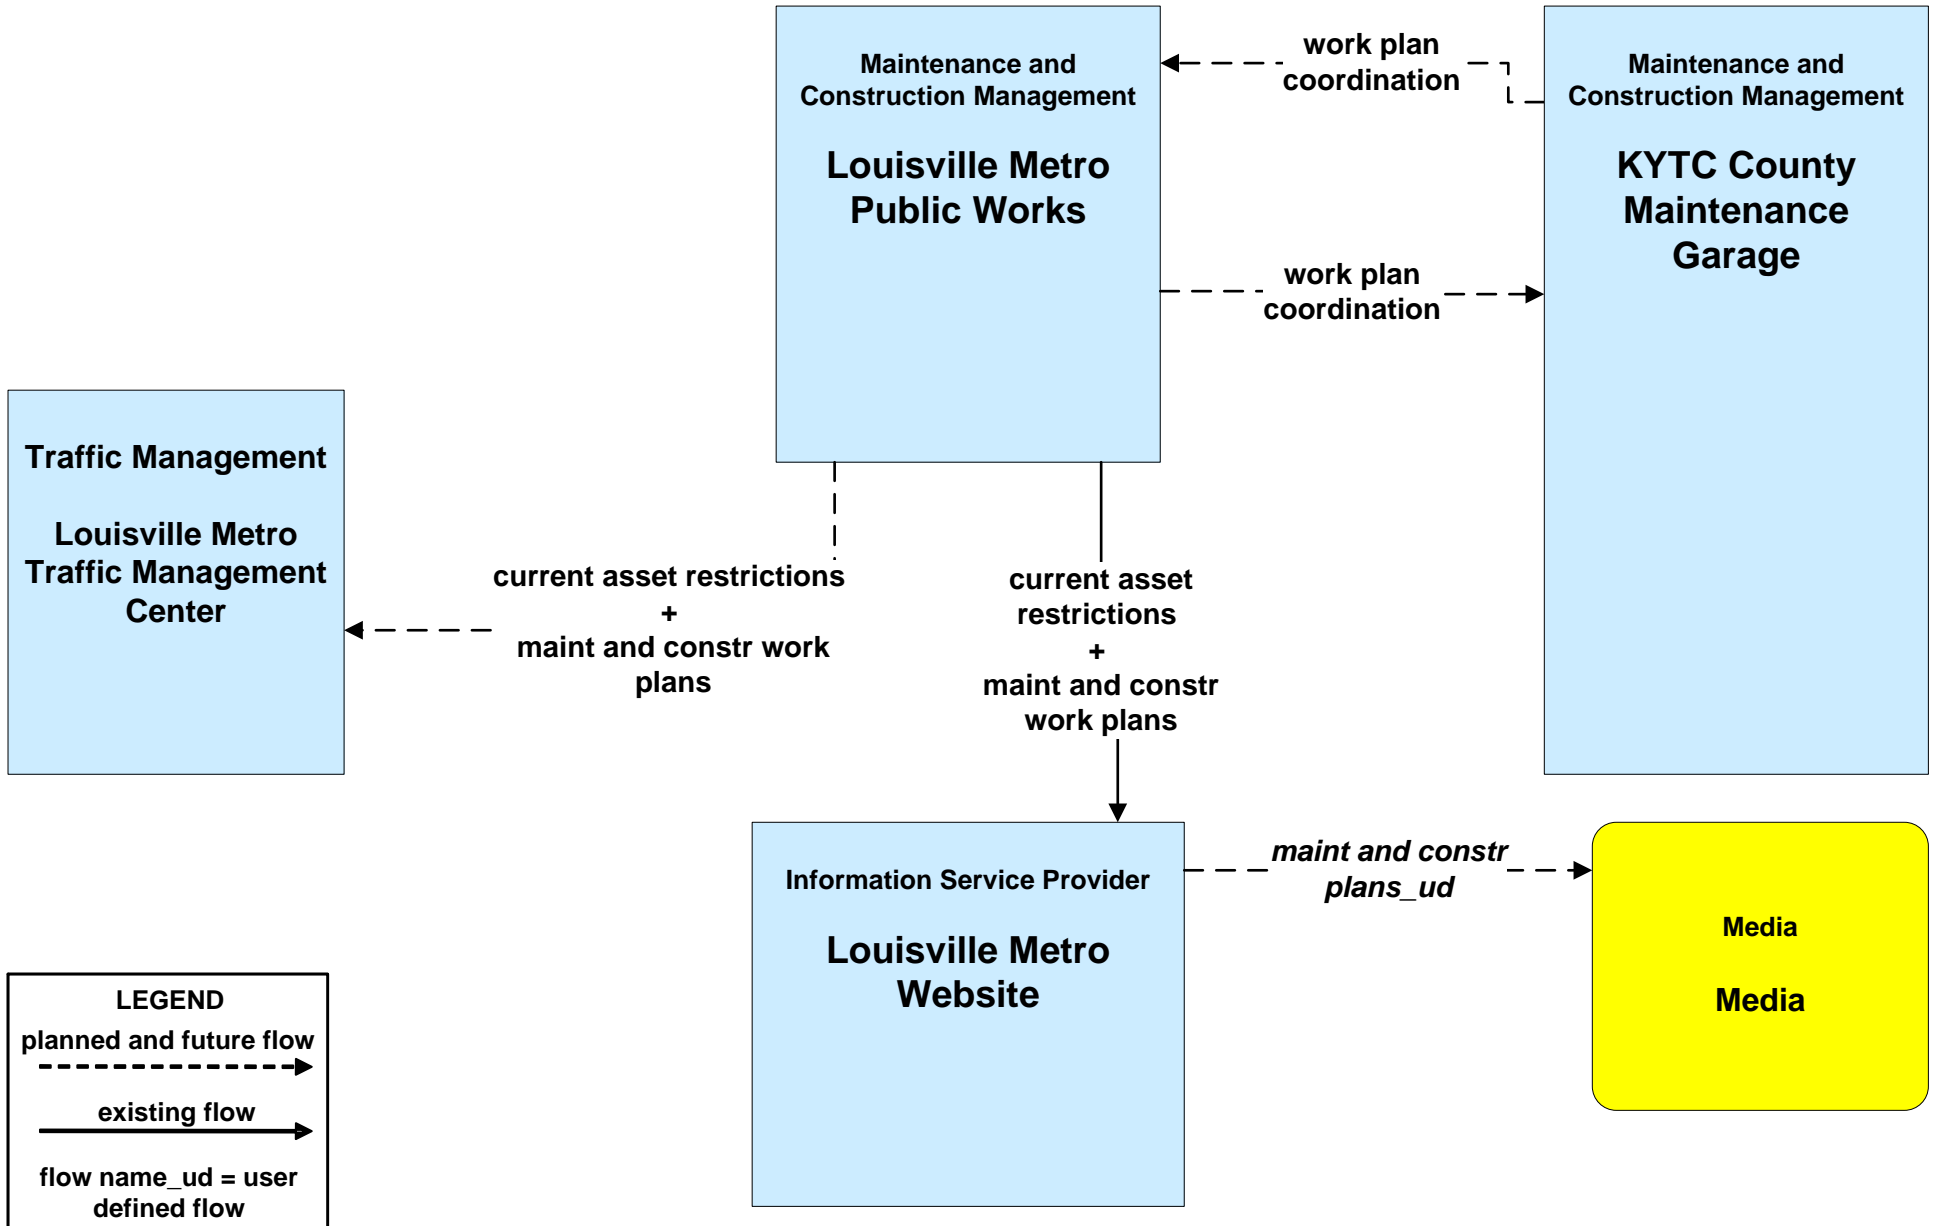 Maintenance and
Construction Management
Louisville Metro
Public Works
work plan
coordination
Maintenance and
Construction Management
KYTC County
Maintenance
Garage
work plan
coordination
Traffic Management
Louisville Metro
Traffic Management
Center
current asset restrictions
+
maint and constr work
plans
current asset
restrictions
+
maint and constr
work plans
Information Service Provider
Louisville Metro
Website
maint and constr
plans_ud
Media
Media
LEGEND
planned and future flow
existing flow
flow name_ud = user
defined flow